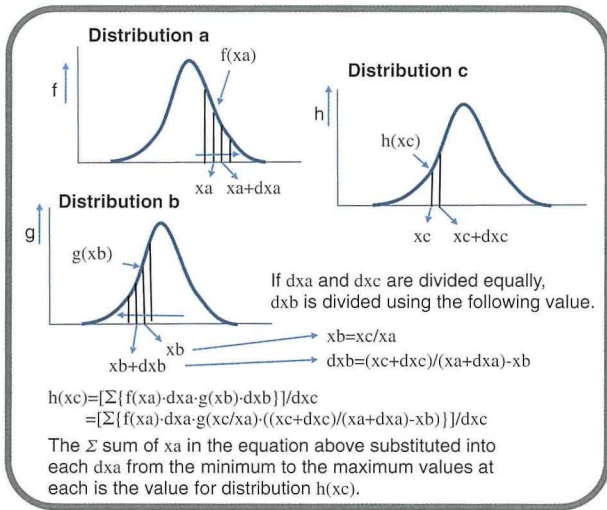 Distribution a
f(xa)
f
xa xa+dxa
Distribution c
h
h(xc)
xc xc+dxc
Distribution b
g
g(xb)
xb
xb+dxb
If dxa and dxc are divided equally,
dxb is divided using the following value.
xb=xc/xa
dxb=(xc+dxc)/(xa+dxa)-xb
h(xc)=[Σ{f(xa)·dxa·g(xb)·dxb}]/dxc
=[Σ{f(xa)·dxa·g(xc/xa)·((xc+dxc)/(xa+dxa)-xb)}]/dxc
The Σ sum of xa in the equation above substituted into
each dxa from the minimum to the maximum values at
each is the value for distribution h(xc).